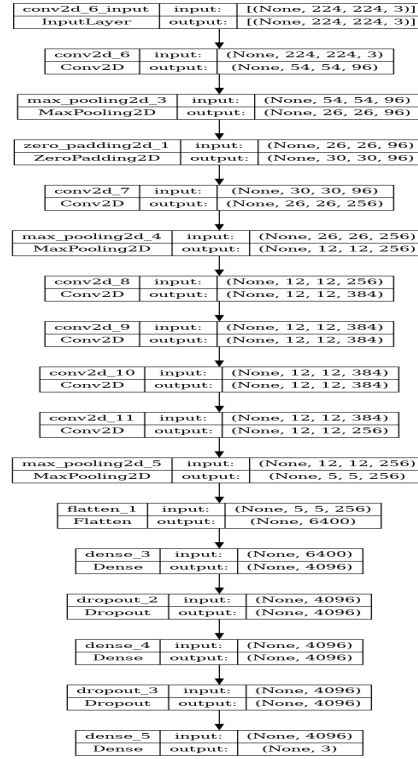 conv2d_6_input input: [(None, 224, 224, 3)]
InputLayer output: [(None, 224, 224, 3)]
conv2d_6 input: (None, 224, 224, 3)
Conv2D output: (None, 54, 54, 96)
max_pooling2d_3 input: (None, 54, 54, 96)
MaxPooling2D output: (None, 26, 26, 96)
zero_padding2d_1 input: (None, 26, 26, 96)
ZeroPadding2D output: (None, 30, 30, 96)
conv2d_7 input: (None, 30, 30, 96)
Conv2D output: (None, 26, 26, 256)
max_pooling2d_4 input: (None, 26, 26, 256)
MaxPooling2D output: (None, 12, 12, 256)
conv2d_8 input: (None, 12, 12, 256)
Conv2D output: (None, 12, 12, 384)
conv2d_9 input: (None, 12, 12, 384)
Conv2D output: (None, 12, 12, 384)
conv2d_10 input: (None, 12, 12, 384)
Conv2D output: (None, 12, 12, 384)
conv2d_11 input: (None, 12, 12, 384)
Conv2D output: (None, 12, 12, 256)
max_pooling2d_5 input: (None, 12, 12, 256)
MaxPooling2D output: (None, 5, 5, 256)
flatten_1 input: (None, 5, 5, 256)
Flatten output: (None, 6400)
dense_3 input: (None, 6400)
Dense output: (None, 4096)
dropout_2 input: (None, 4096)
Dropout output: (None, 4096)
dense_4 input: (None, 4096)
Dense output: (None, 4096)
dropout_3 input: (None, 4096)
Dropout output: (None, 4096)
dense_5 input: (None, 4096)
Dense output: (None, 3)